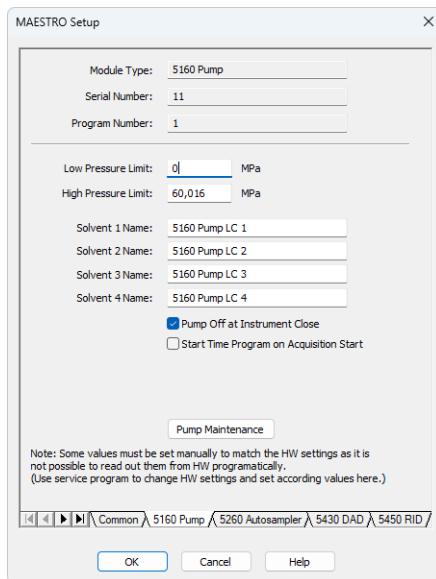 MAESTRO Setup
Module Type: 5160 Pump
Serial Number: 11
Program Number: 1
Low Pressure Limit: 0 MPa
High Pressure Limit: 60,016 MPa
Solvent 1 Name: 5160 Pump LC 1
Solvent 2 Name: 5160 Pump LC 2
Solvent 3 Name: 5160 Pump LC 3
Solvent 4 Name: 5160 Pump LC 4
Pump Off at Instrument Close
Start Time Program on Acquisition Start
Pump Maintenance
Note: Some values must be set manually to match the HW settings as it is
not possible to read out them from HW programatically.
(Use service program to change HW settings and set according values here.)
Common 5160 Pump 5260 Autosampler 5430 DAD 5450 RID
OK Cancel Help